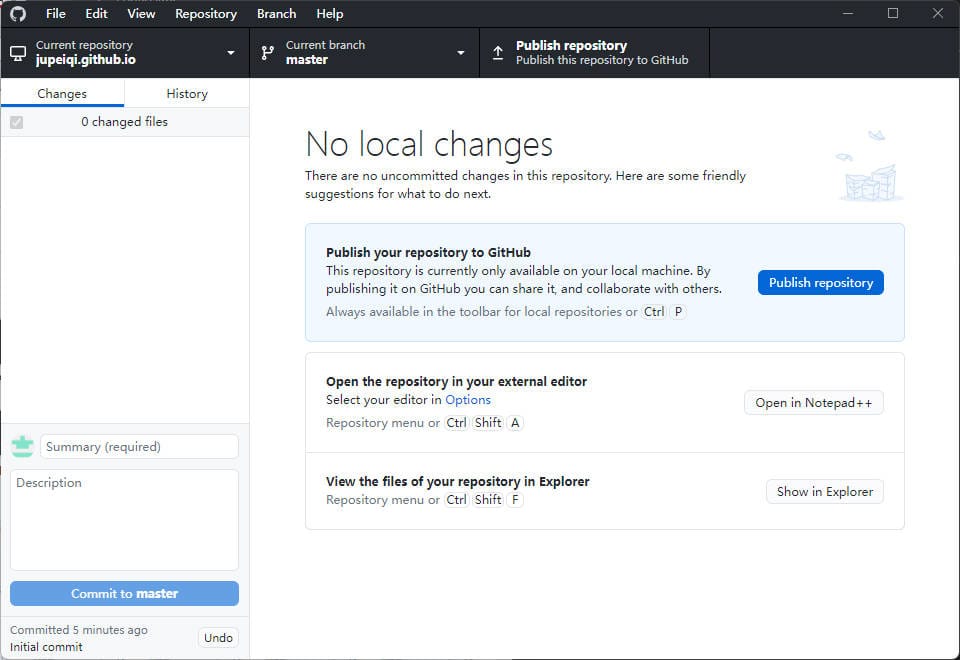 File Edit View Repository Branch Help
Current repository
jupeiqi.github.io
Current branch
master
Publish repository
Publish this repository to GitHub
Changes History
0 changed files
No local changes
There are no uncommitted changes in this repository. Here are some friendly
suggestions for what to do next.
Publish your repository to GitHub
This repository is currently only available on your local machine. By
publishing it on GitHub you can share it, and collaborate with others.
Always available in the toolbar for local repositories or Ctrl P
Publish repository
Open the repository in your external editor
Select your editor in Options
Repository menu or Ctrl Shift A
Open in Notepad++
View the files of your repository in Explorer
Repository menu or Ctrl Shift F
Show in Explorer
Summary (required)
Description
Commit to master
Committed 5 minutes ago
Initial commit
Undo